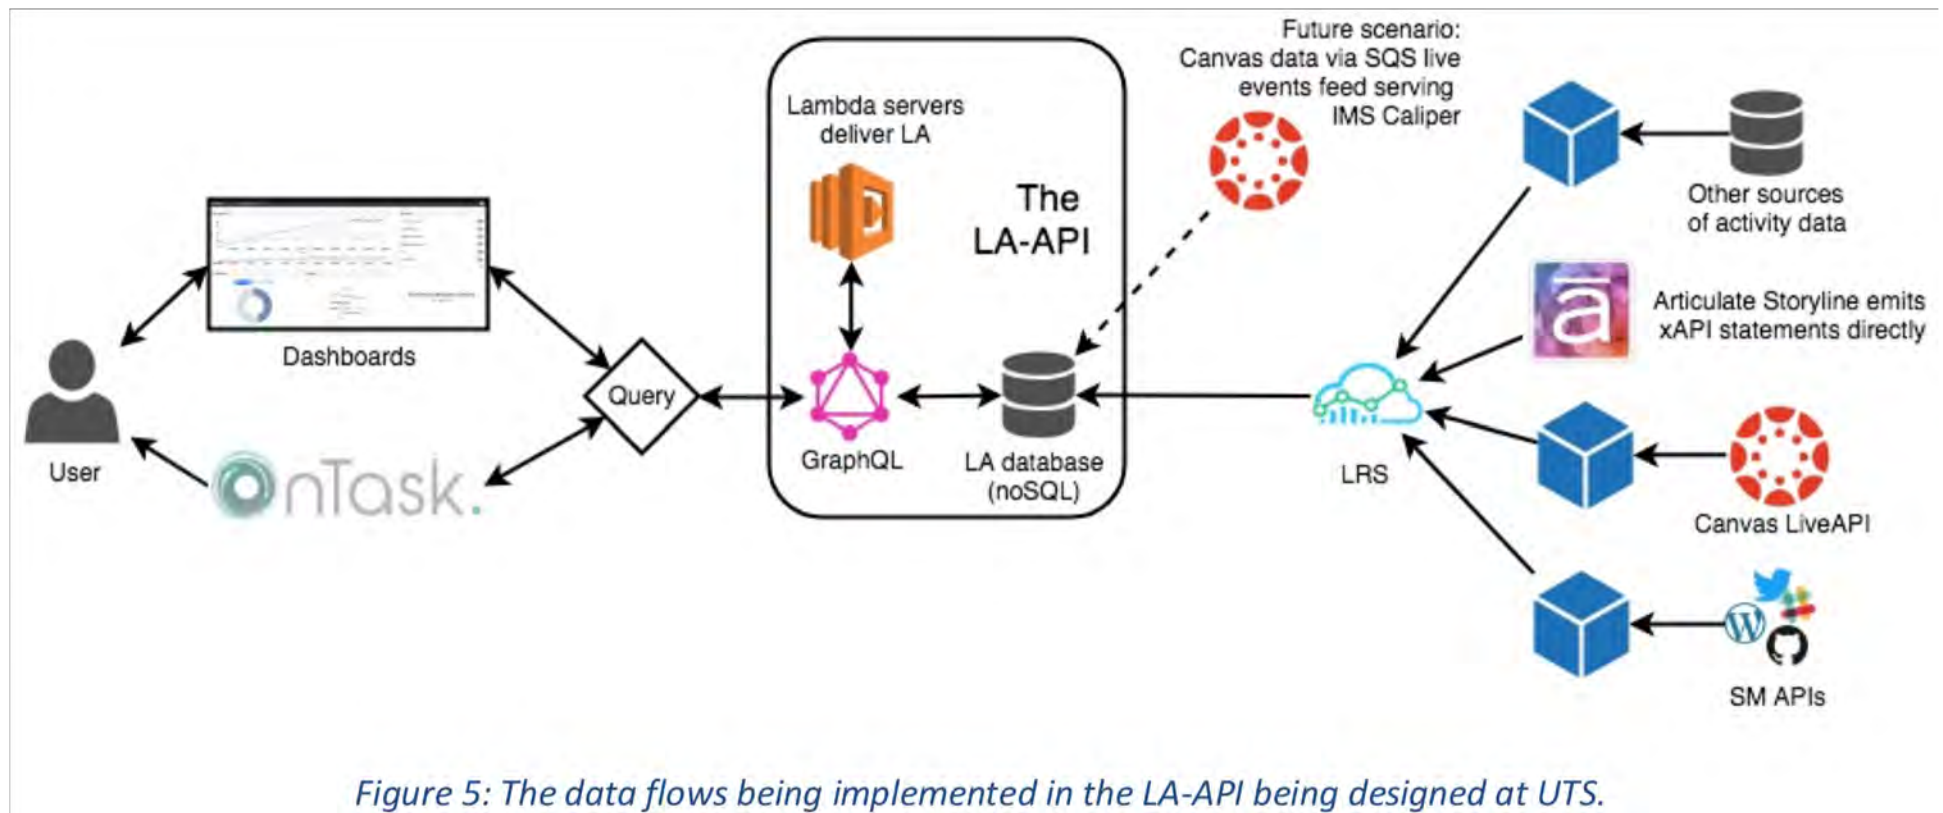 Future scenario:
Canvas data via SQS live
events feed serving
IMS Caliper
Lambda servers
deliver LA
The
LA-API
Other sources
of activity data
Articulate Storyline emits
xAPI statements directly
ā
Dashboards
Query
User
OnTask.
GraphQL
LA database
(noSQL)
LRS
Canvas LiveAPI
W
SM APIs
Figure 5: The data flows being implemented in the LA-API being designed at UTS.